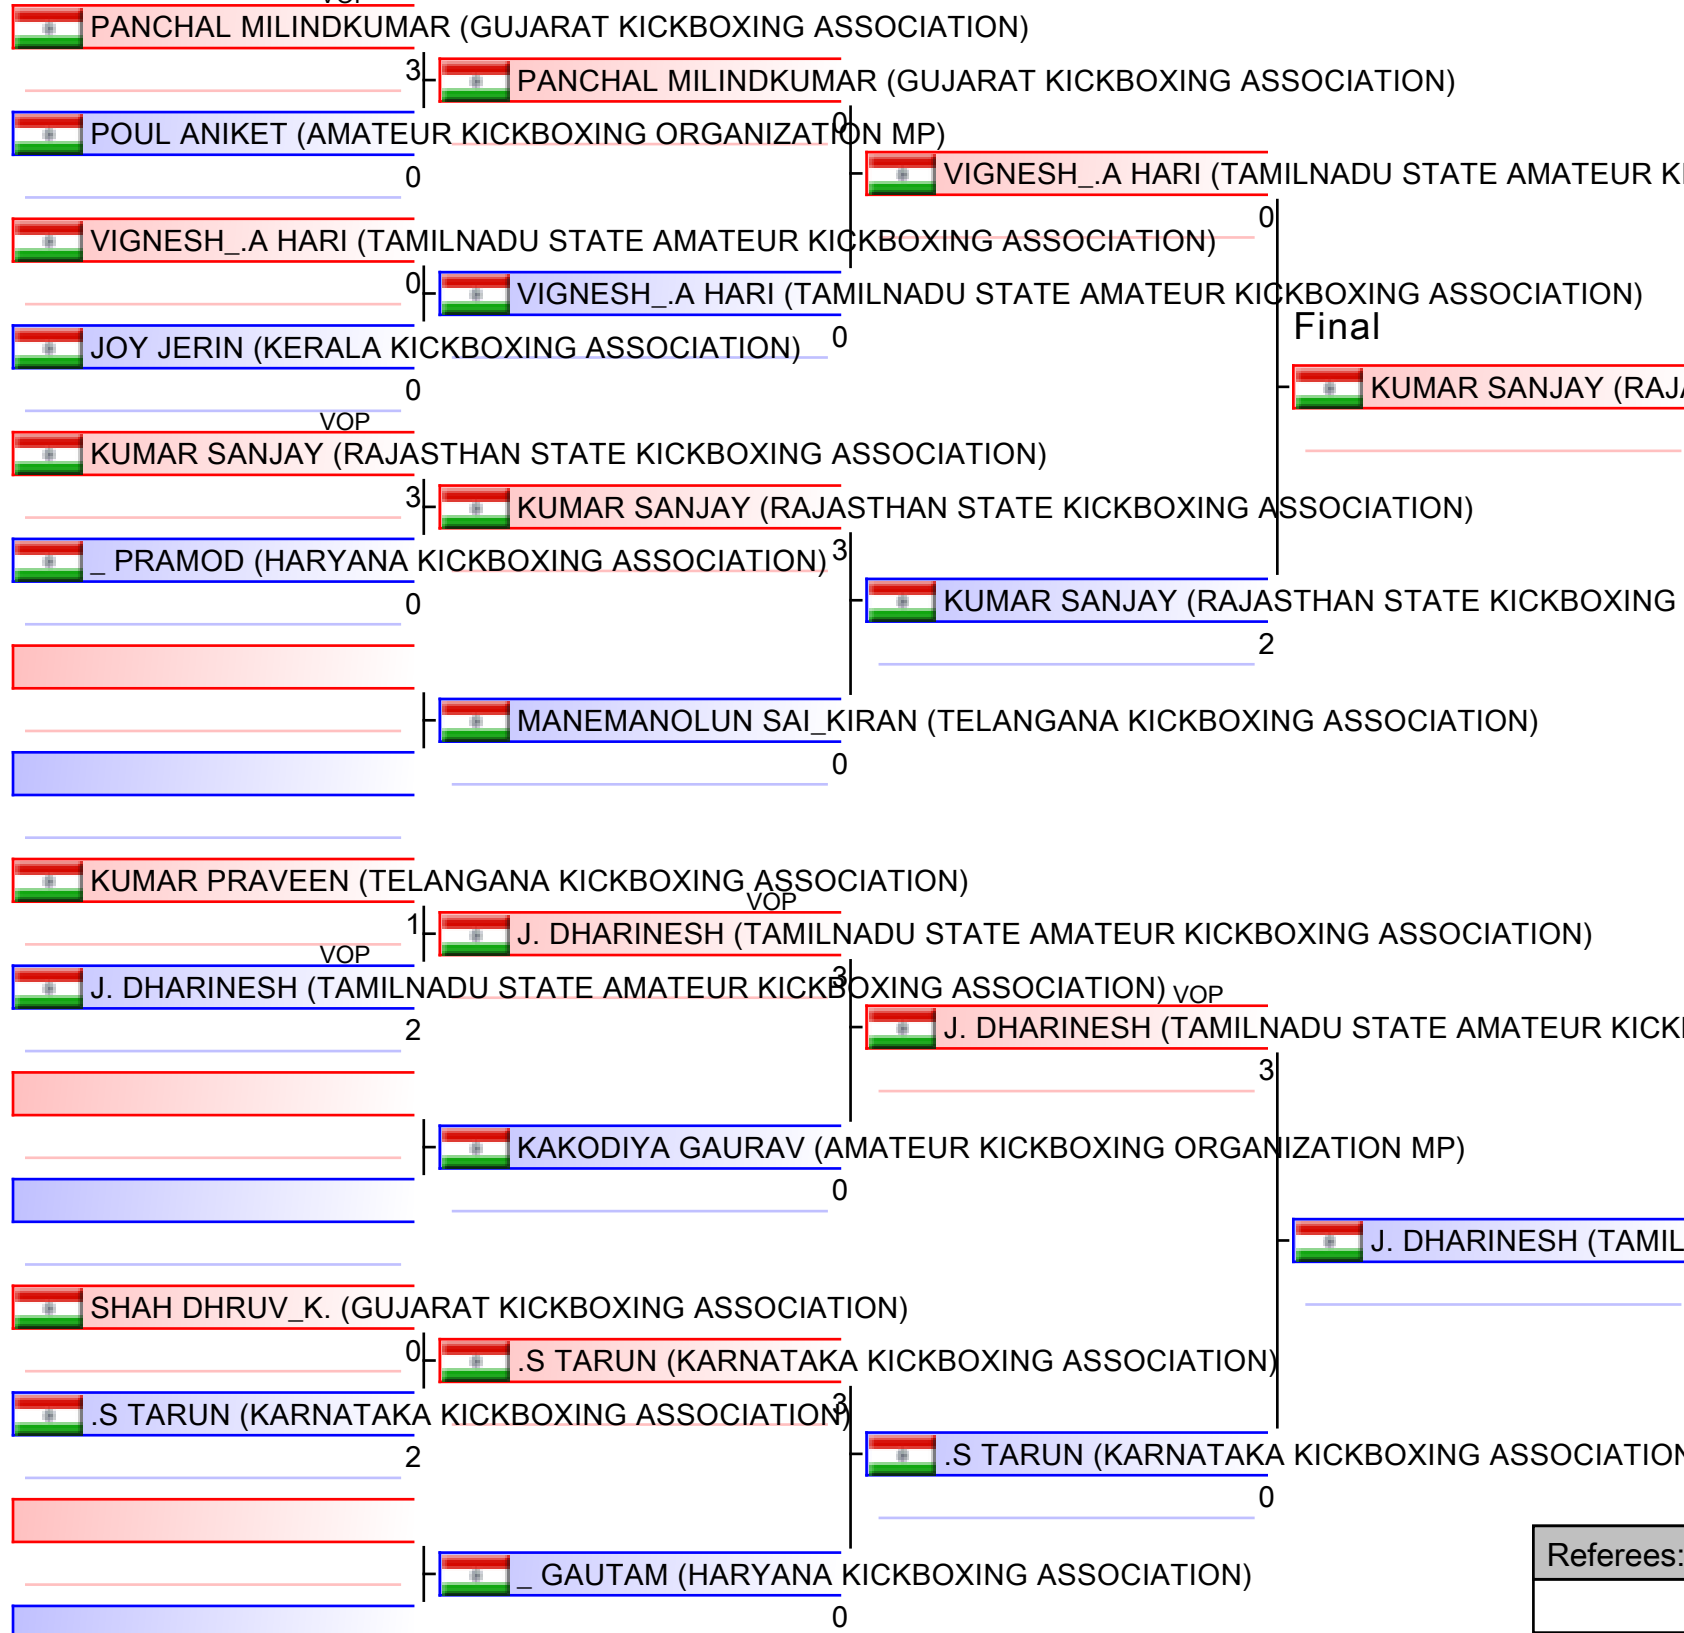 VOP
PANCHAL MILINDKUMAR (GUJARAT KICKBOXING ASSOCIATION)
3
PANCHAL MILINDKUMAR (GUJARAT KICKBOXING ASSOCIATION)
0
POUL ANIKET (AMATEUR KICKBOXING ORGANIZATION MP)
0
VIGNESH_.A HARI (TAMILNADU STATE AMATEUR KI
0
VIGNESH_.A HARI (TAMILNADU STATE AMATEUR KICKBOXING ASSOCIATION)
0
VIGNESH_.A HARI (TAMILNADU STATE AMATEUR KICKBOXING ASSOCIATION)
0
JOY JERIN (KERALA KICKBOXING ASSOCIATION)
0
Final
KUMAR SANJAY (RAJA
VOP
KUMAR SANJAY (RAJASTHAN STATE KICKBOXING ASSOCIATION)
3
KUMAR SANJAY (RAJASTHAN STATE KICKBOXING ASSOCIATION)
3
_ PRAMOD (HARYANA KICKBOXING ASSOCIATION)
0
KUMAR SANJAY (RAJASTHAN STATE KICKBOXING
2
MANEMANOLUN SAI_KIRAN (TELANGANA KICKBOXING ASSOCIATION)
0
KUMAR PRAVEEN (TELANGANA KICKBOXING ASSOCIATION)
1
VOP
J. DHARINESH (TAMILNADU STATE AMATEUR KICKBOXING ASSOCIATION)
3
VOP
J. DHARINESH (TAMILNADU STATE AMATEUR KICKBOXING ASSOCIATION)
2
VOP
J. DHARINESH (TAMILNADU STATE AMATEUR KICK
3
KAKODIYA GAURAV (AMATEUR KICKBOXING ORGANIZATION MP)
0
J. DHARINESH (TAMIL
SHAH DHRUV_K. (GUJARAT KICKBOXING ASSOCIATION)
0
.S TARUN (KARNATAKA KICKBOXING ASSOCIATION)
3
.S TARUN (KARNATAKA KICKBOXING ASSOCIATION)
2
.S TARUN (KARNATAKA KICKBOXING ASSOCIATION
0
_ GAUTAM (HARYANA KICKBOXING ASSOCIATION)
0
Referees: